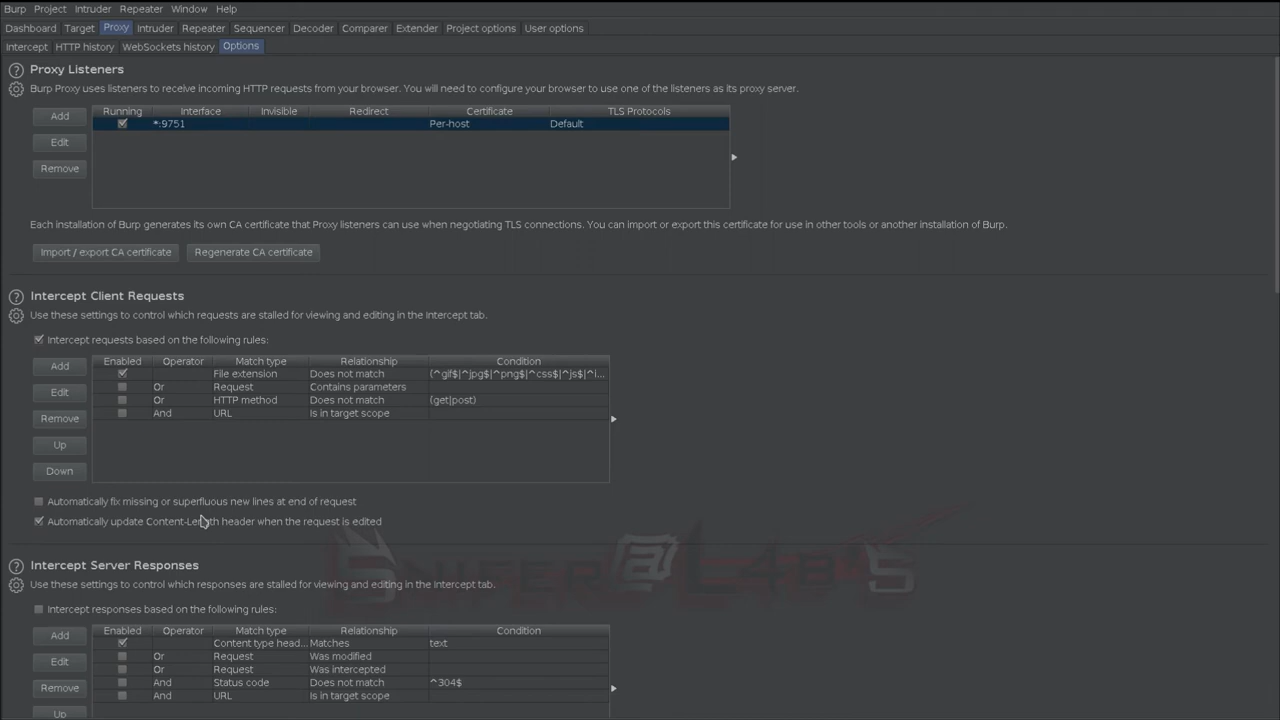 Burp Project Intruder Repeater Window Help
Dashboard Target Proxy Intruder Repeater Sequencer Decoder Comparer Extender Project options User options
Intercept HTTP history WebSockets history Options
? Proxy Listeners
Burp Proxy uses listeners to receive incoming HTTP requests from your browser. You will need to configure your browser to use one of the listeners as its proxy server.
Add Running Interface Invisible Redirect Certificate TLS Protocols
*:9751 Per-host Default
Edit
Remove
Each installation of Burp generates its own CA certificate that Proxy listeners can use when negotiating TLS connections. You can import or export this certificate for use in other tools or another installation of Burp.
Import / export CA certificate Regenerate CA certificate
? Intercept Client Requests
Use these settings to control which requests are stalled for viewing and editing in the Intercept tab.
Intercept requests based on the following rules:
Add Enabled Operator Match type Relationship Condition
File extension Does not match (^gif$|^jpg$|^png$|^css$|^js$|^i...
Edit Or Request Contains parameters
Or HTTP method Does not match (get|post)
Remove And URL Is in target scope
Up
Down
Automatically fix missing or superfluous new lines at end of request
Automatically update Content-Length header when the request is edited
? Intercept Server Responses
Use these settings to control which responses are stalled for viewing and editing in the Intercept tab.
Intercept responses based on the following rules:
Add Enabled Operator Match type Relationship Condition
Content type head... Matches text
Edit Or Request Was modified
Or Request Was intercepted
Remove And Status code Does not match ^304$
And URL Is in target scope
Up